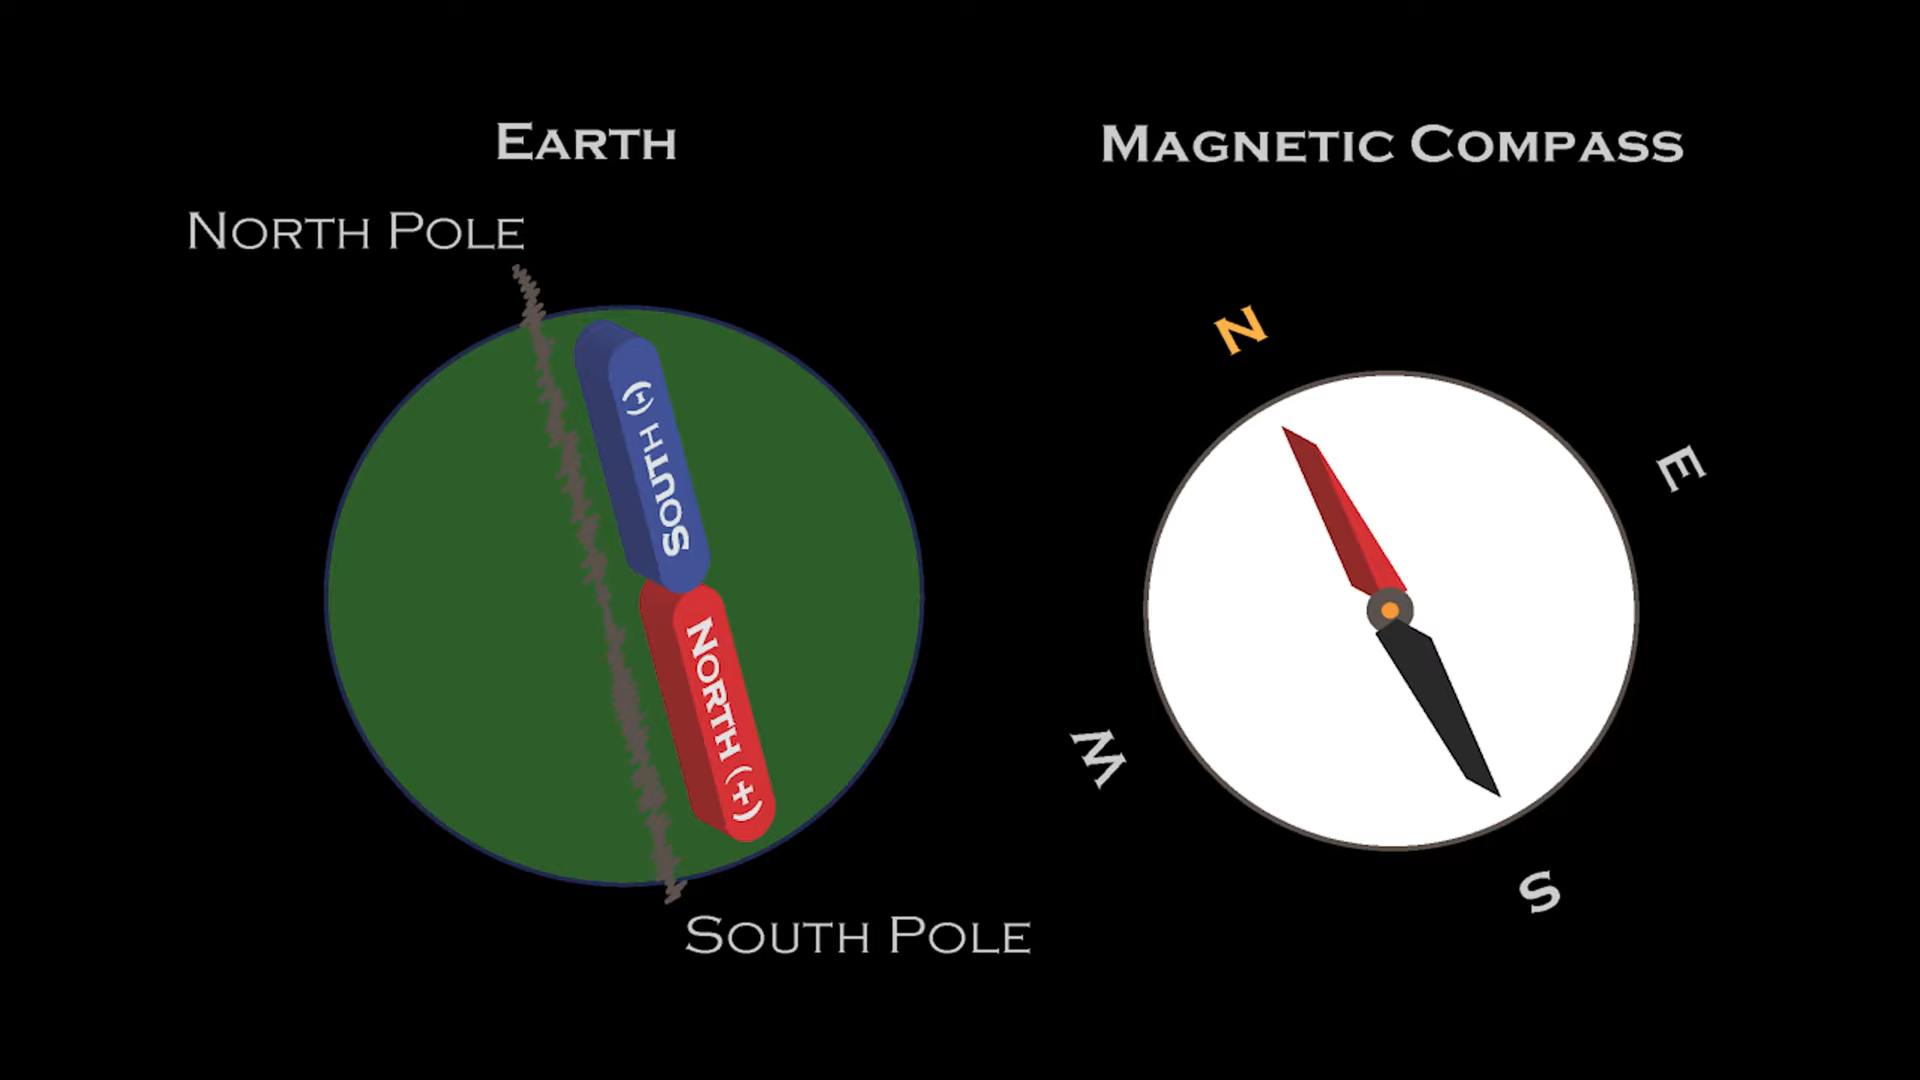 Earth
Magnetic Compass
North Pole
South (-)
North (+)
South Pole
N
E
W
S